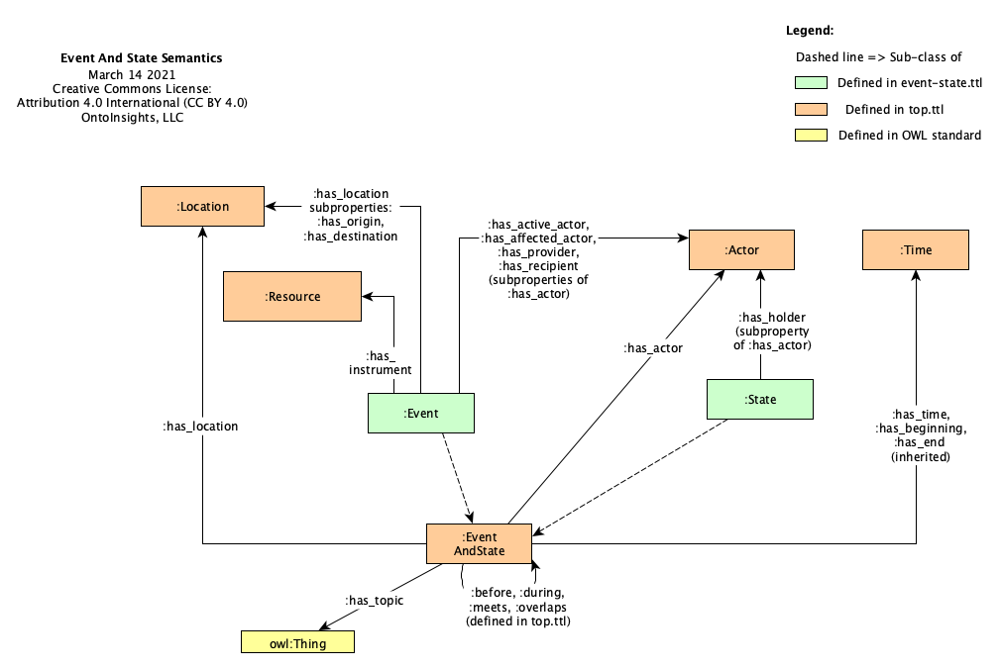 Event And State Semantics
March 14 2021
Creative Commons License:
Attribution 4.0 International (CC BY 4.0)
OntoInsights, LLC
Legend:
Dashed line => Sub-class of
Defined in event-state.ttl
Defined in top.ttl
Defined in OWL standard
:Location
:has_location
subproperties:
:has_origin,
:has_destination
:has_active_actor,
:has_affected_actor,
:has_provider,
:has_recipient
(subproperties of
:has_actor)
:Actor
:Time
:Resource
:has_
instrument
:has_actor
:has_holder
(subproperty
of :has_actor)
:Event
:State
:has_location
:has_time,
:has_beginning,
:has_end
(inherited)
:Event
AndState
:has_topic
:before, :during,
:meets, :overlaps
(defined in top.ttl)
owl:Thing